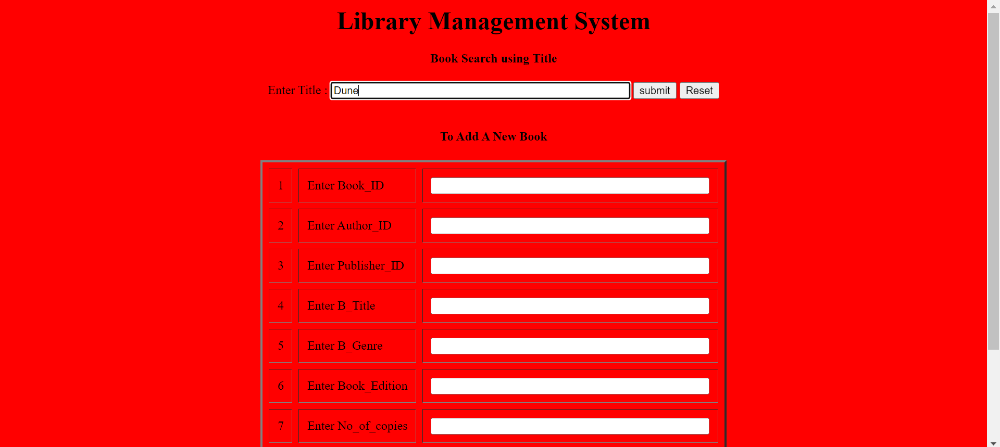 Library Management System
Book Search using Title
Enter Title : Dune submit Reset
To Add A New Book
1 Enter Book_ID
2 Enter Author_ID
3 Enter Publisher_ID
4 Enter B_Title
5 Enter B_Genre
6 Enter Book_Edition
7 Enter No_of_copies